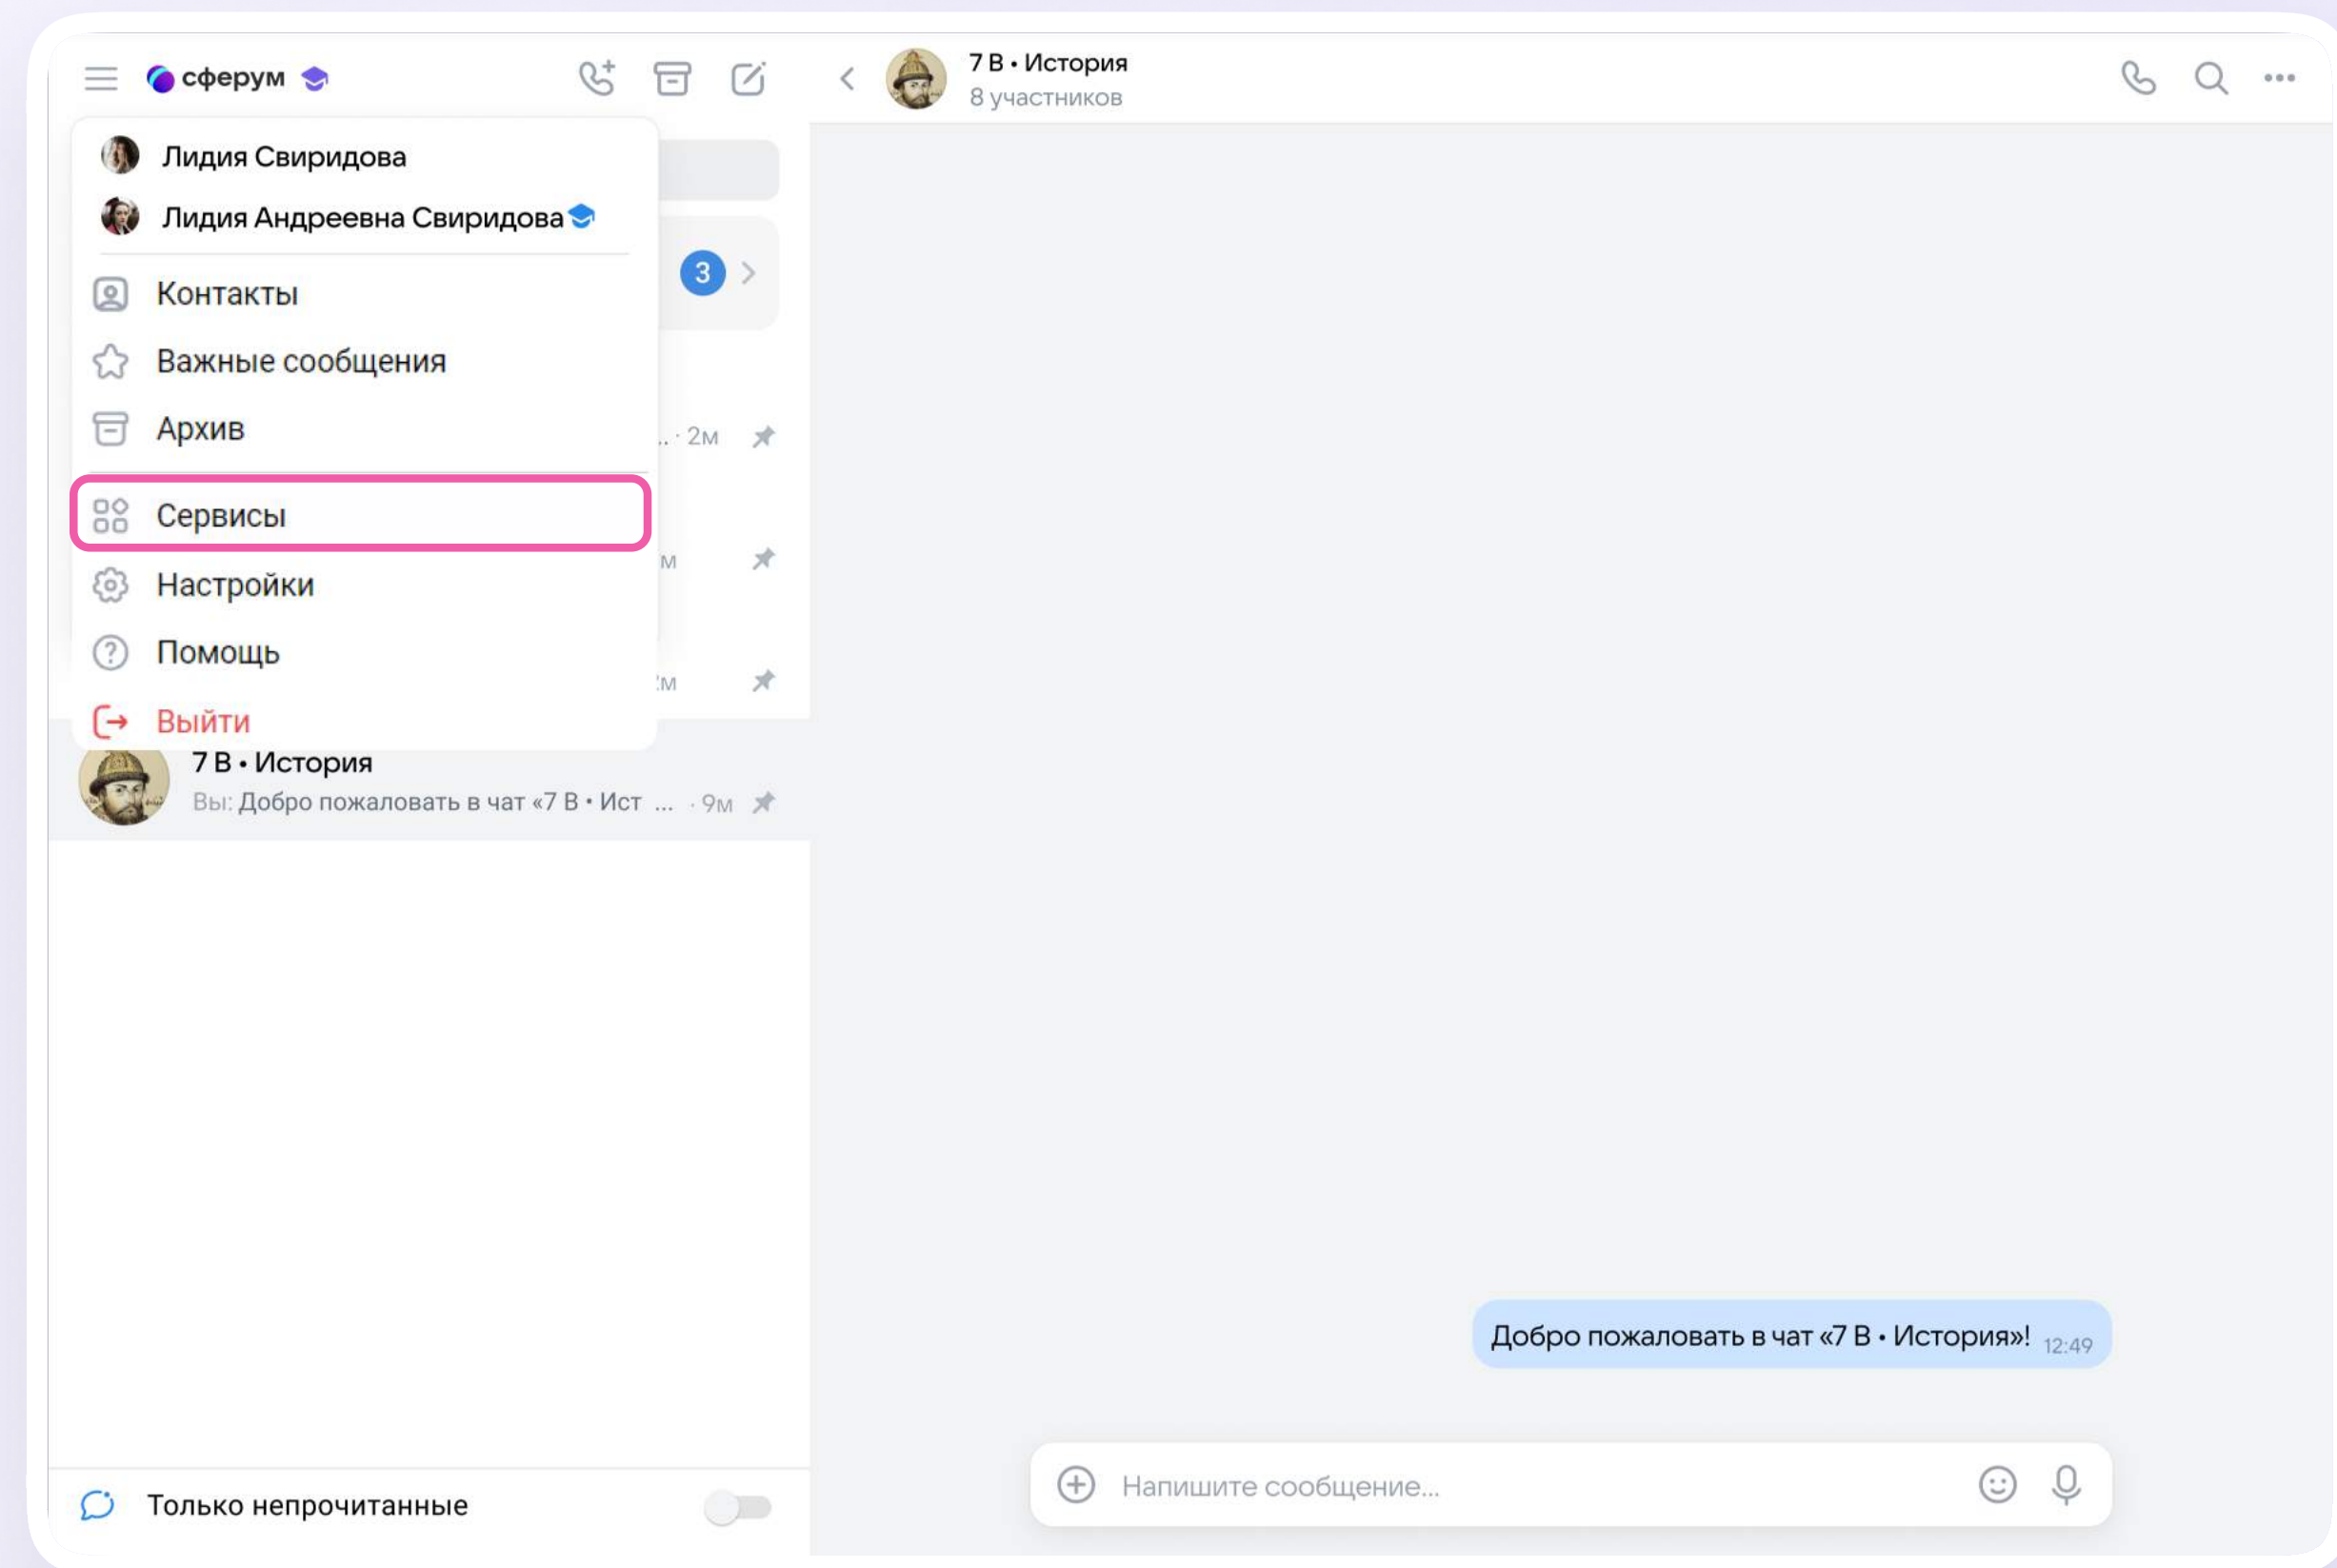 сферум
Лидия Свиридова
Лидия Андреевна Свиридова
Контакты
Важные сообщения
Архив
Сервисы
Настройки
Помощь
Выйти
3
.. · 2м
м
м
7 В • История
Вы: Добро пожаловать в чат «7 В • Ист ... · 9м
Только непрочитанные
7 В • История
8 участников
Добро пожаловать в чат «7 В • История»! 12:49
Напишите сообщение...